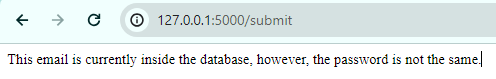 127.0.0.1:5000/submit
This email is currently inside the database, however, the password is not the same.